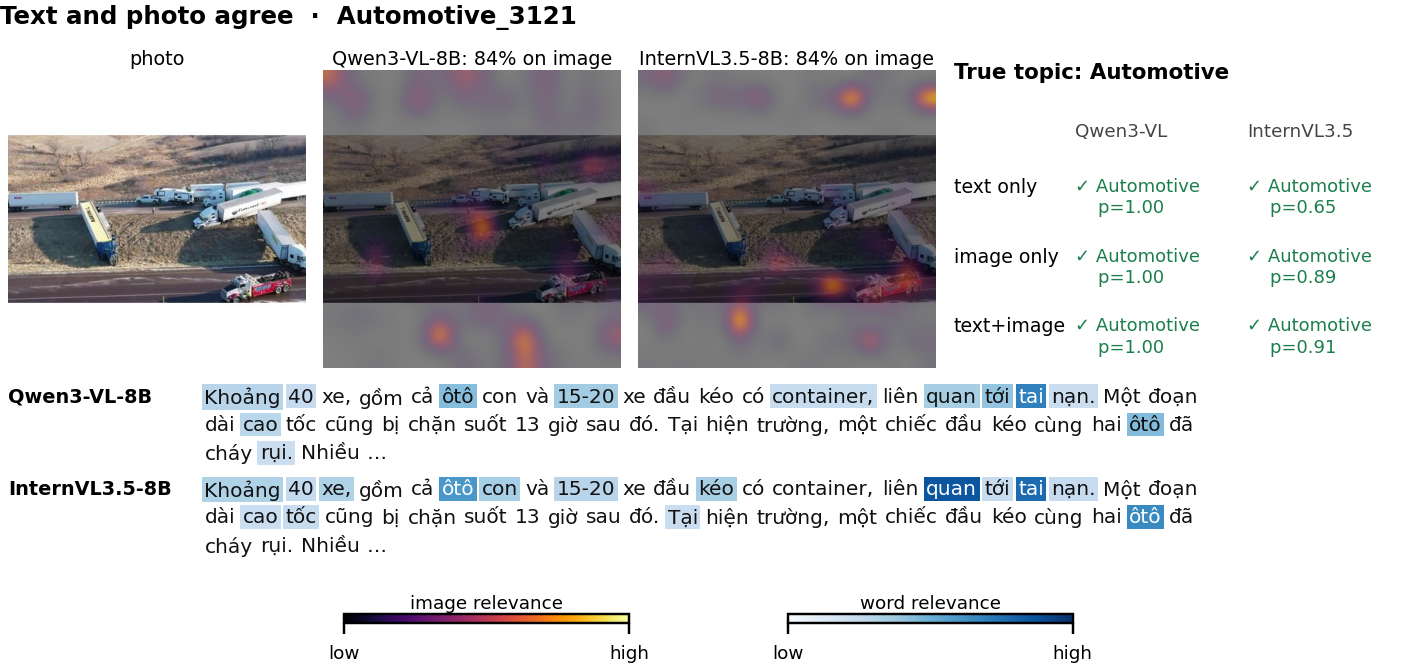 Text and photo agree · Automotive_3121
photo
Qwen3-VL-8B: 84% on image
InternVL3.5-8B: 84% on image
True topic: Automotive
Qwen3-VL InternVL3.5
text only ✓ Automotive ✓ Automotive
p=1.00 p=0.65
image only ✓ Automotive ✓ Automotive
p=1.00 p=0.89
text+image ✓ Automotive ✓ Automotive
p=1.00 p=0.91
Qwen3-VL-8B Khoảng 40 xe, gồm cả ôtô con và 15-20 xe đầu kéo có container, liên quan tới tai nạn. Một đoạn
dài cao tốc cũng bị chặn suốt 13 giờ sau đó. Tại hiện trường, một chiếc đầu kéo cùng hai ôtô đã
cháy rụi. Nhiều ...
InternVL3.5-8B Khoảng 40 xe, gồm cả ôtô con và 15-20 xe đầu kéo có container, liên quan tới tai nạn. Một đoạn
dài cao tốc cũng bị chặn suốt 13 giờ sau đó. Tại hiện trường, một chiếc đầu kéo cùng hai ôtô đã
cháy rụi. Nhiều ...
image relevance word relevance
low high low high